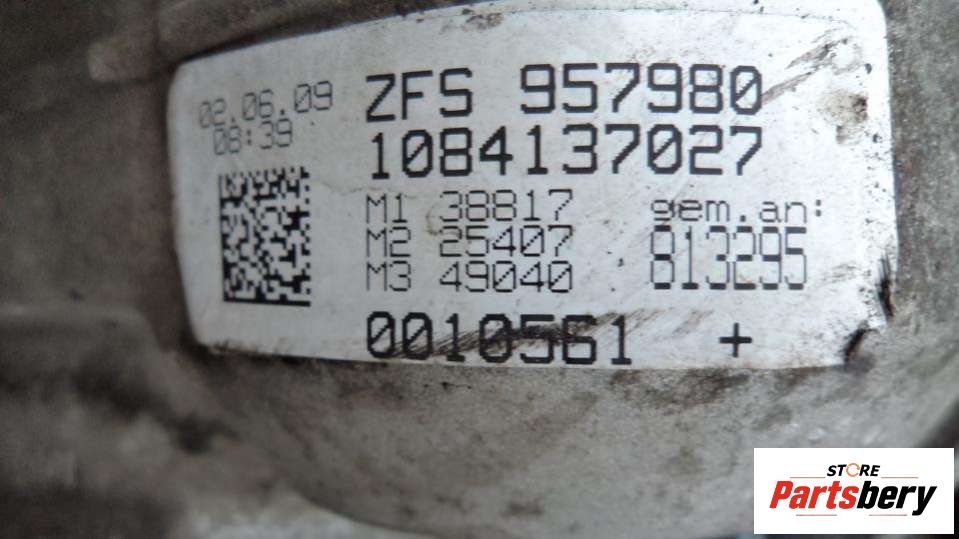 02.06.09
08:39
ZFS 957980
1084137027
M1 38817
M2 25407
M3 49040
gem.an:
813295
0010561 +
STORE
Partsbery